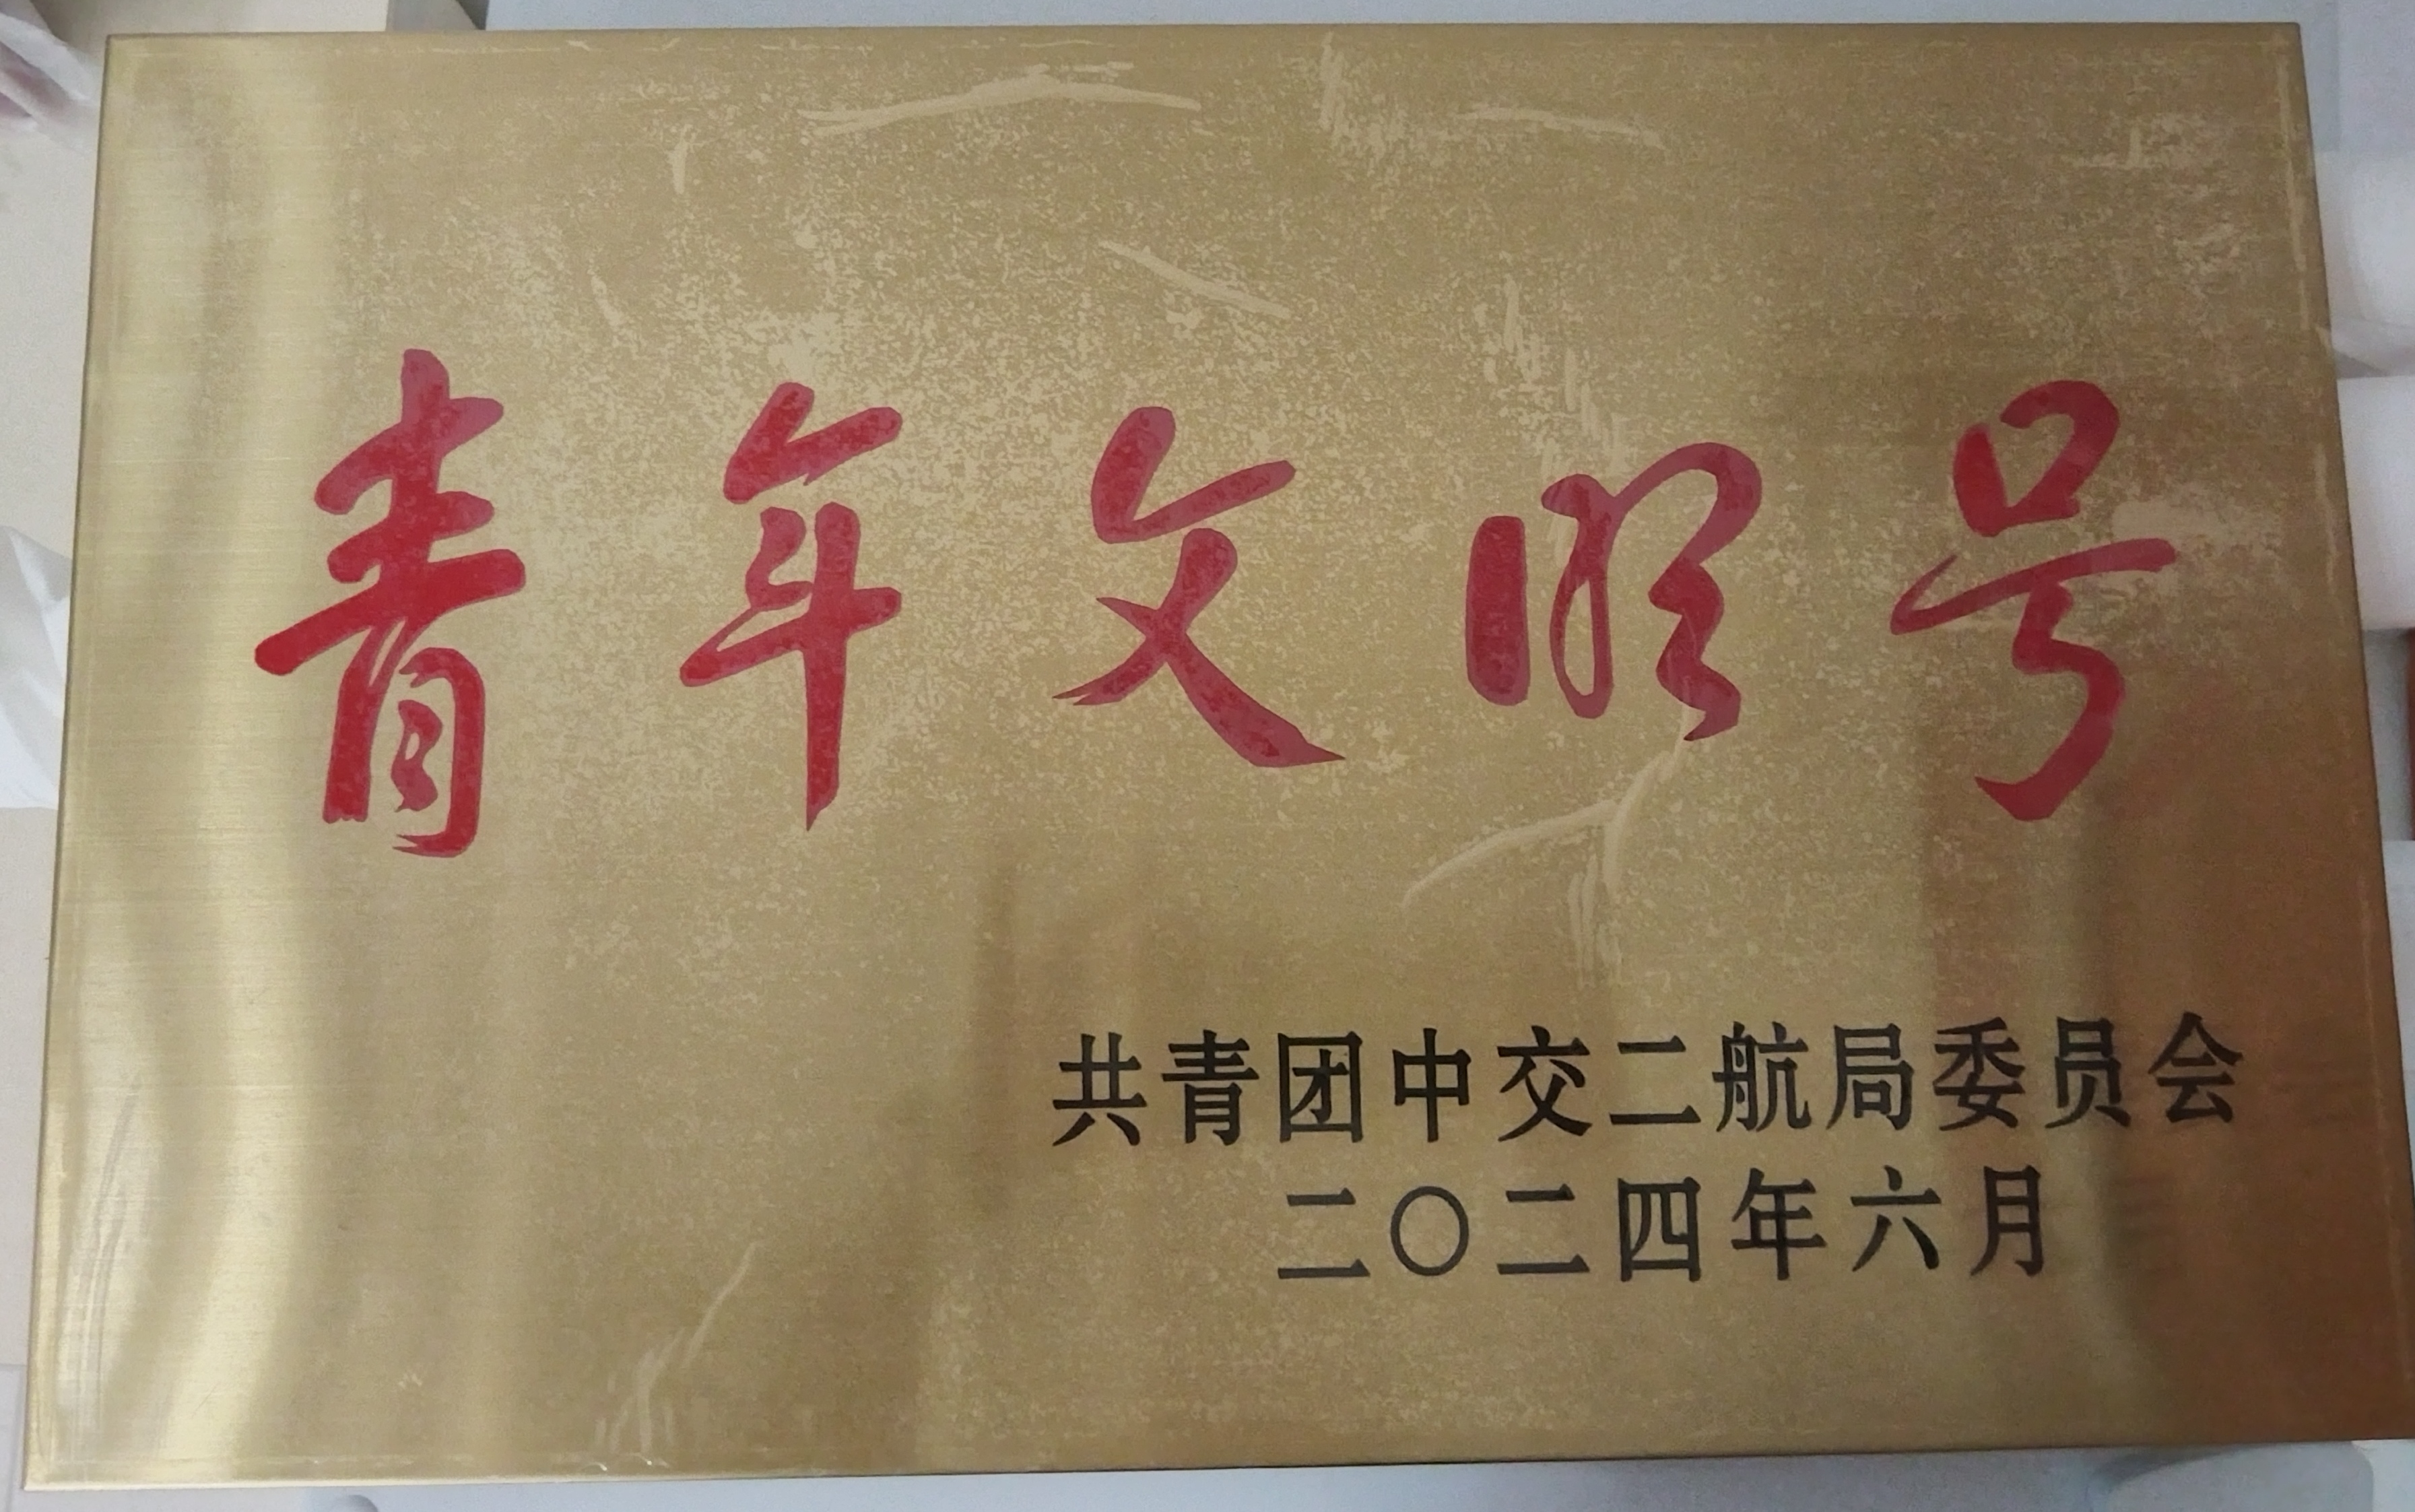 青年文明号
共青团中交二航局委员会
二〇二四年六月